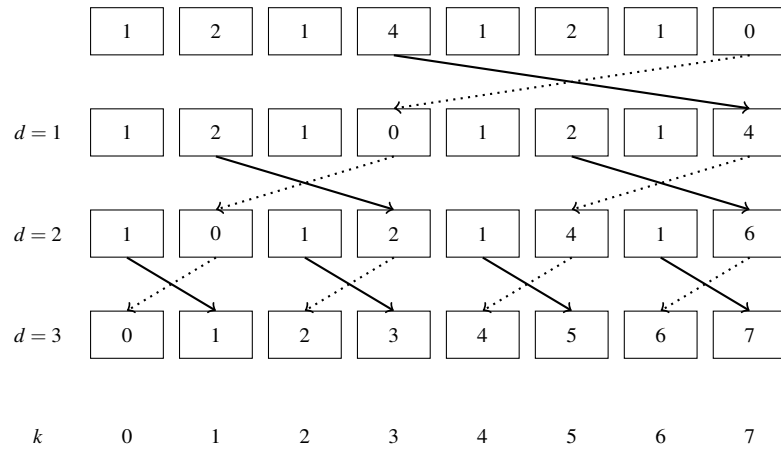 1 2 1 4 1 2 1 0
d = 1 1 2 1 0 1 2 1 4
d = 2 1 0 1 2 1 4 1 6
d = 3 0 1 2 3 4 5 6 7
k 0 1 2 3 4 5 6 7